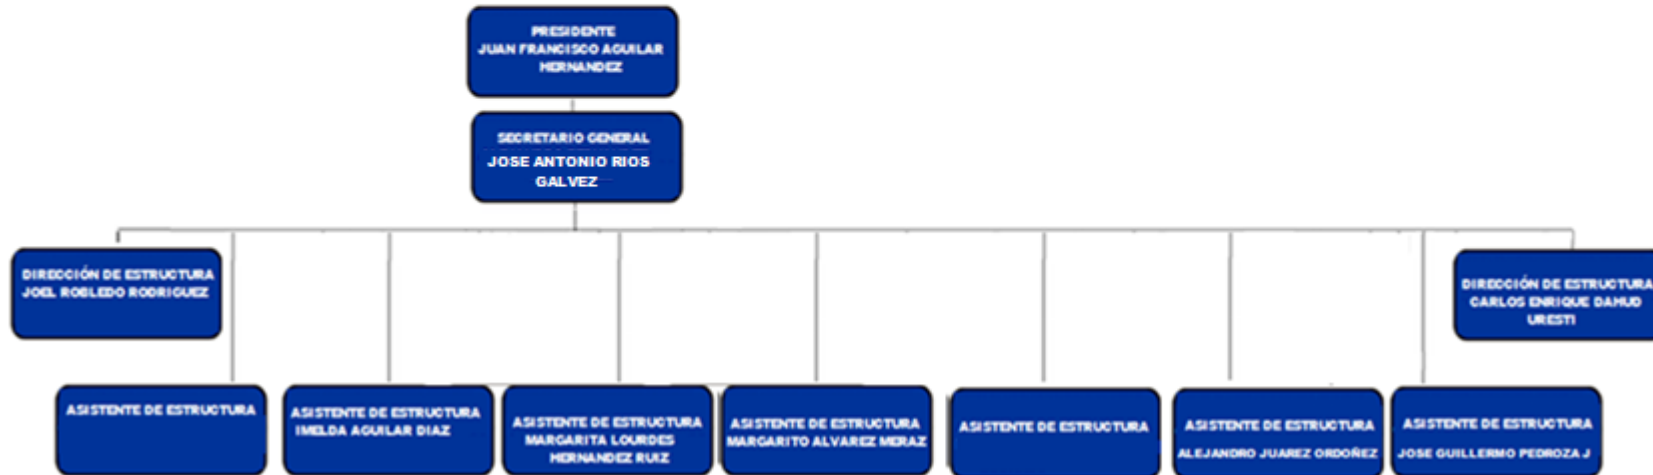 PRESIDENTE
JUAN FRANCISCO AGUILAR
HERNANDEZ
SECRETARIO GENERAL
JOSE ANTONIO RIOS
GALVEZ
DIRECCIÓN DE ESTRUCTURA
JOEL ROBLEDO RODRIGUEZ
DIRECCIÓN DE ESTRUCTURA
CARLOS ENRIQUE DAHUD
URESTI
ASISTENTE DE ESTRUCTURA
ASISTENTE DE ESTRUCTURA
IMELDA AGUILAR DIAZ
ASISTENTE DE ESTRUCTURA
MARGARITA LOURDES
HERNANDEZ RUIZ
ASISTENTE DE ESTRUCTURA
MARGARITO ALVAREZ MERAZ
ASISTENTE DE ESTRUCTURA
ASISTENTE DE ESTRUCTURA
ALEJANDRO JUAREZ ORDOÑEZ
ASISTENTE DE ESTRUCTURA
JOSE GUILLERMO PEDROZA J